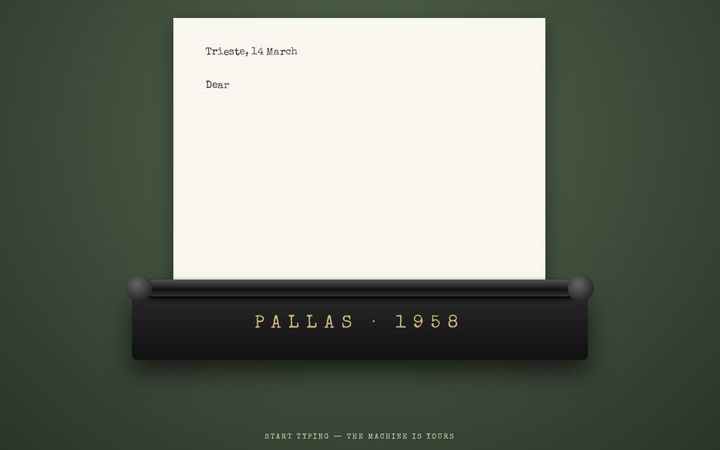 Trieste, 14 March
Dear
PALLAS · 1958
START TYPING — THE MACHINE IS YOURS